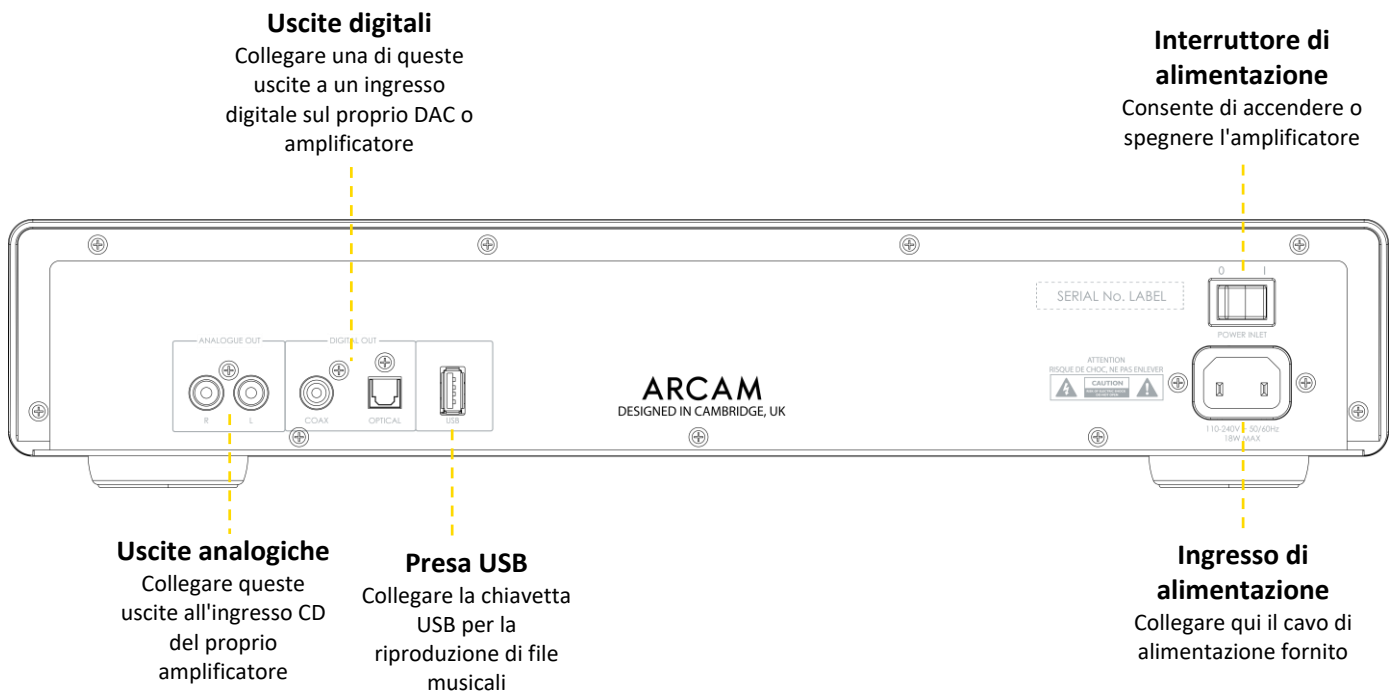 Uscite digitali
Collegare una di queste
uscite a un ingresso
digitale sul proprio DAC o
amplificatore
Interruttore di
alimentazione
Consente di accendere o
spegnere l'amplificatore
0 I
SERIAL No. LABEL
POWER INLET
ANALOGUE OUT
DIGITAL OUT
ATTENTION
RISQUE DE CHOC, NE PAS ENLEVER
CAUTION
ARCAM
DESIGNED IN CAMBRIDGE, UK
R L
COAX
OPTICAL
USB
110-240V ~ 50/60Hz
18W MAX
Uscite analogiche
Collegare queste
uscite all'ingresso CD
del proprio
amplificatore
Presa USB
Collegare la chiavetta
USB per la
riproduzione di file
musicali
Ingresso di
alimentazione
Collegare qui il cavo di
alimentazione fornito